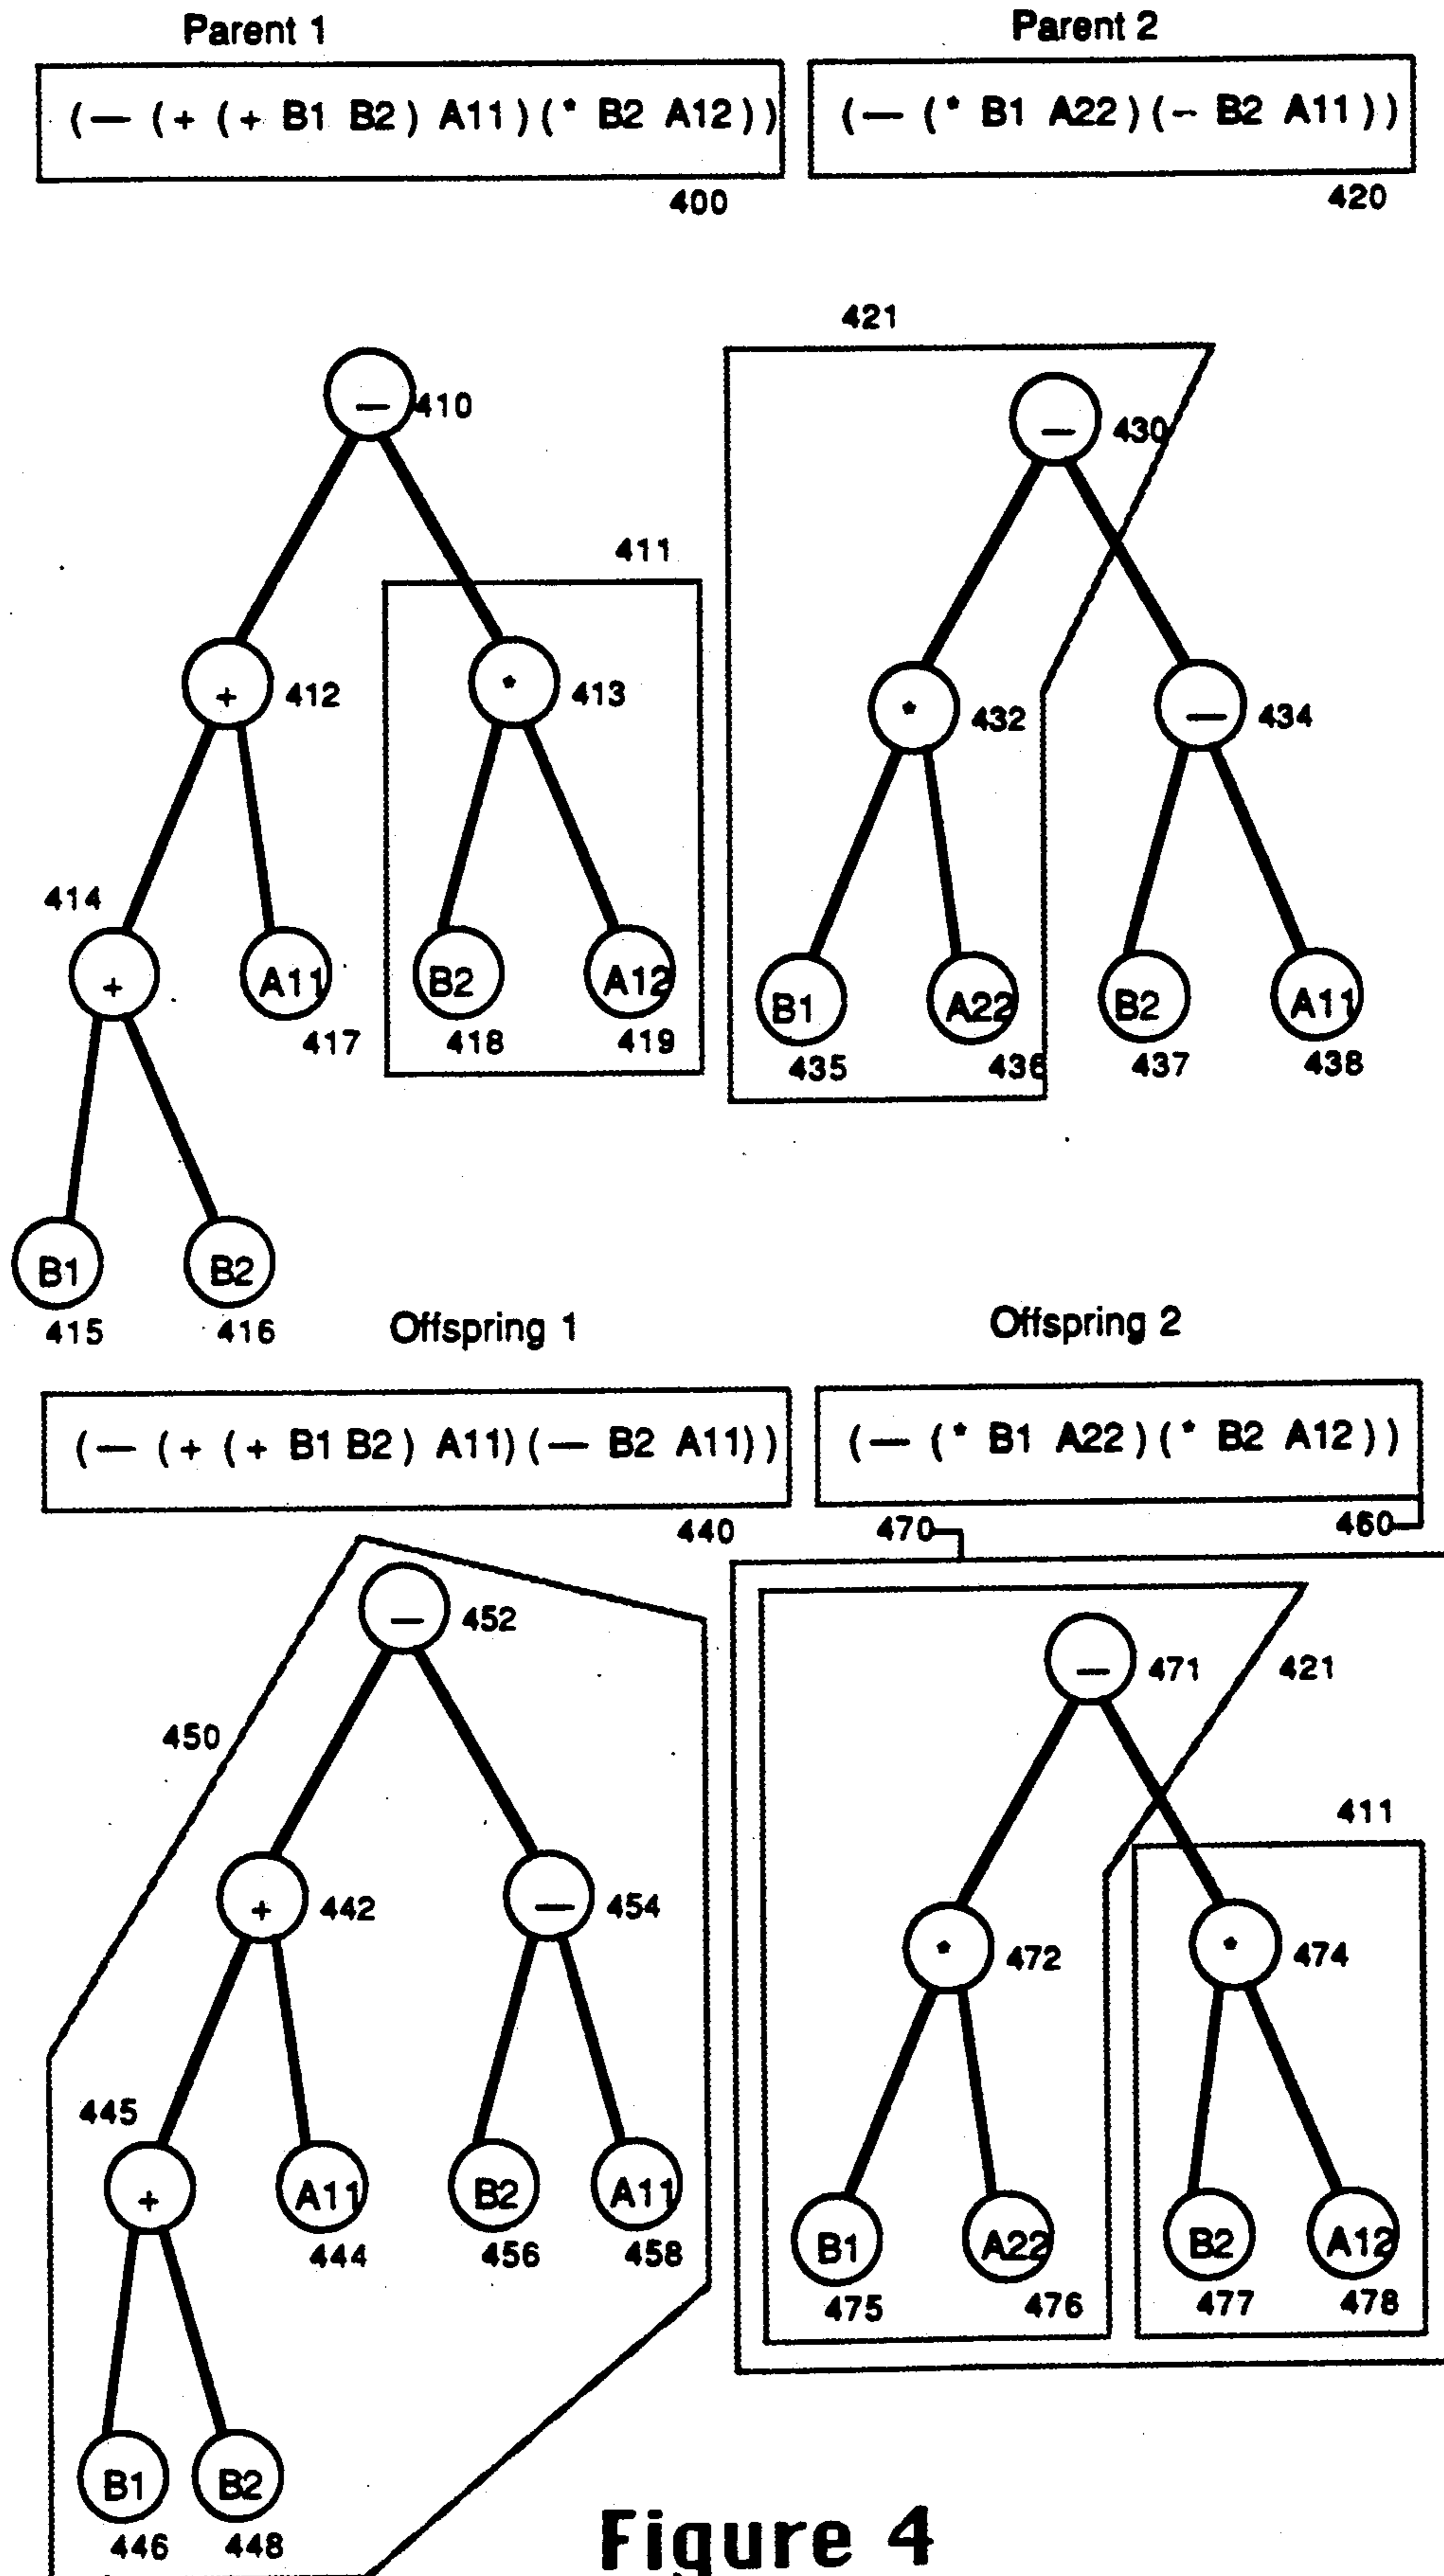 Parent 1 Parent 2
(— (+ (+ B1 B2) A11)(* B2 A12)) (— (* B1 A22)(- B2 A11))
400 420
421
— 410 — 430
411
+ 412 * 413 * 432 — 434
414
+ A11 B2 A12 B1 A22 B2 A11
417 418 419 435 436 437 438
B1 B2
415 416
Offspring 1 Offspring 2
(— (+ (+ B1 B2) A11)(— B2 A11)) (— (* B1 A22)(* B2 A12))
440 470 460
— 452 — 471 421
450
411
+ 442 — 454 * 472 * 474
445
+ A11 B2 A11 B1 A22 B2 A12
444 456 458 475 476 477 478
B1 B2
446 448
Figure 4